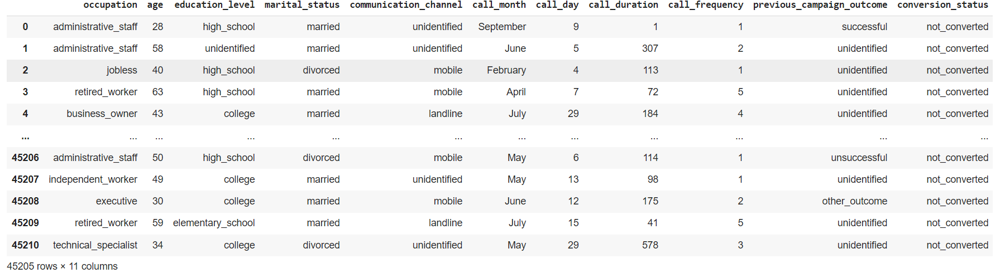 occupation age education_level marital_status communication_channel call_month call_day call_duration call_frequency previous_campaign_outcome conversion_status
0 administrative_staff 28 high_school married unidentified September 9 1 1 successful not_converted
1 administrative_staff 58 unidentified married unidentified June 5 307 2 unidentified not_converted
2 jobless 40 high_school divorced mobile February 4 113 1 unidentified not_converted
3 retired_worker 63 high_school married mobile April 7 72 5 unidentified not_converted
4 business_owner 43 college married landline July 29 184 4 unidentified not_converted
... ... ... ... ... ... ... ... ... ... ... ...
45206 administrative_staff 50 high_school divorced mobile May 6 114 1 unsuccessful not_converted
45207 independent_worker 49 college married unidentified May 13 98 1 unidentified not_converted
45208 executive 30 college married mobile June 12 175 2 other_outcome not_converted
45209 retired_worker 59 elementary_school married landline July 15 41 5 unidentified not_converted
45210 technical_specialist 34 college divorced unidentified May 29 578 3 unidentified not_converted
45205 rows × 11 columns